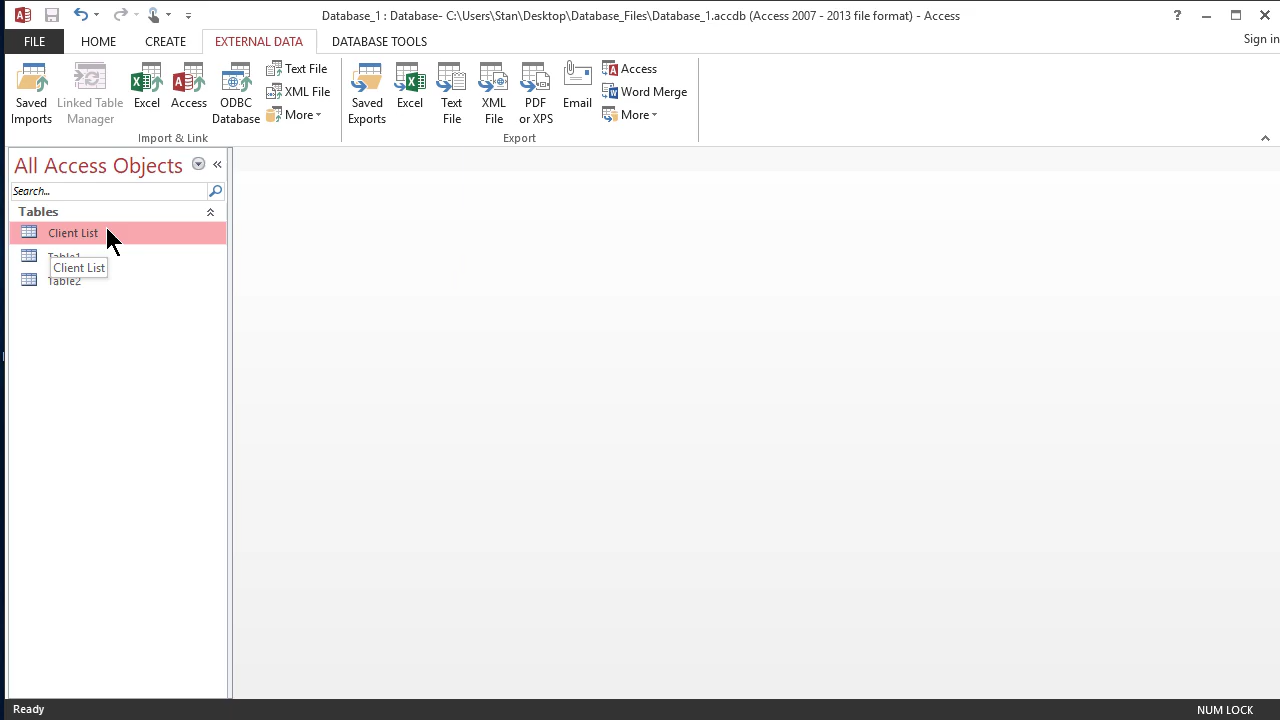 Database_1 : Database- C:\Users\Stan\Desktop\Database_Files\Database_1.accdb (Access 2007 - 2013 file format) - Access
?
FILE HOME CREATE EXTERNAL DATA DATABASE TOOLS
Sign in
Saved Imports
Linked Table Manager
Excel
Access
ODBC Database
Text File
XML File
More
Import & Link
Saved Exports
Excel
Text File
XML File
PDF or XPS
Email
Access
Word Merge
More
Export
All Access Objects
Search...
Tables
Client List
Table1
Client List
Table2
Ready
NUM LOCK